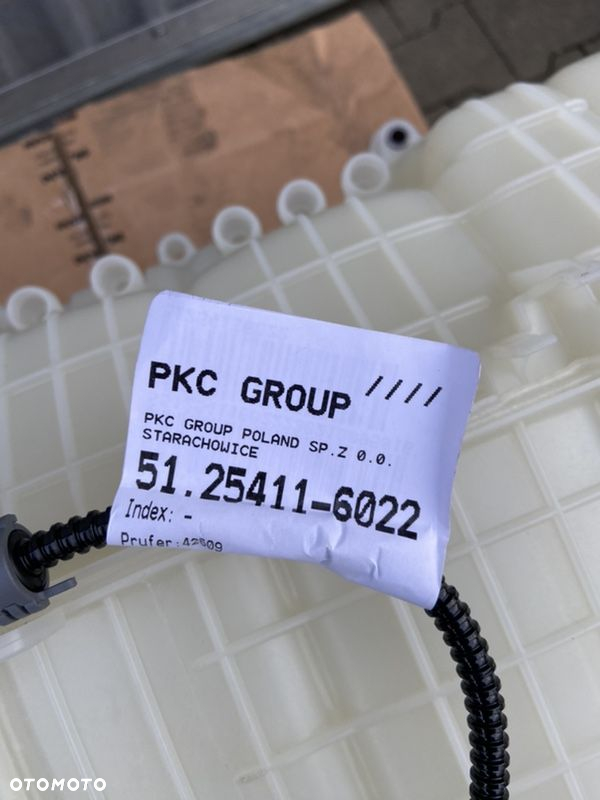 PKC GROUP ////
PKC GROUP POLAND SP.Z O.O.
STARACHOWICE
51.25411-6022
Index: -
Prufer:42609
OTOMOTO